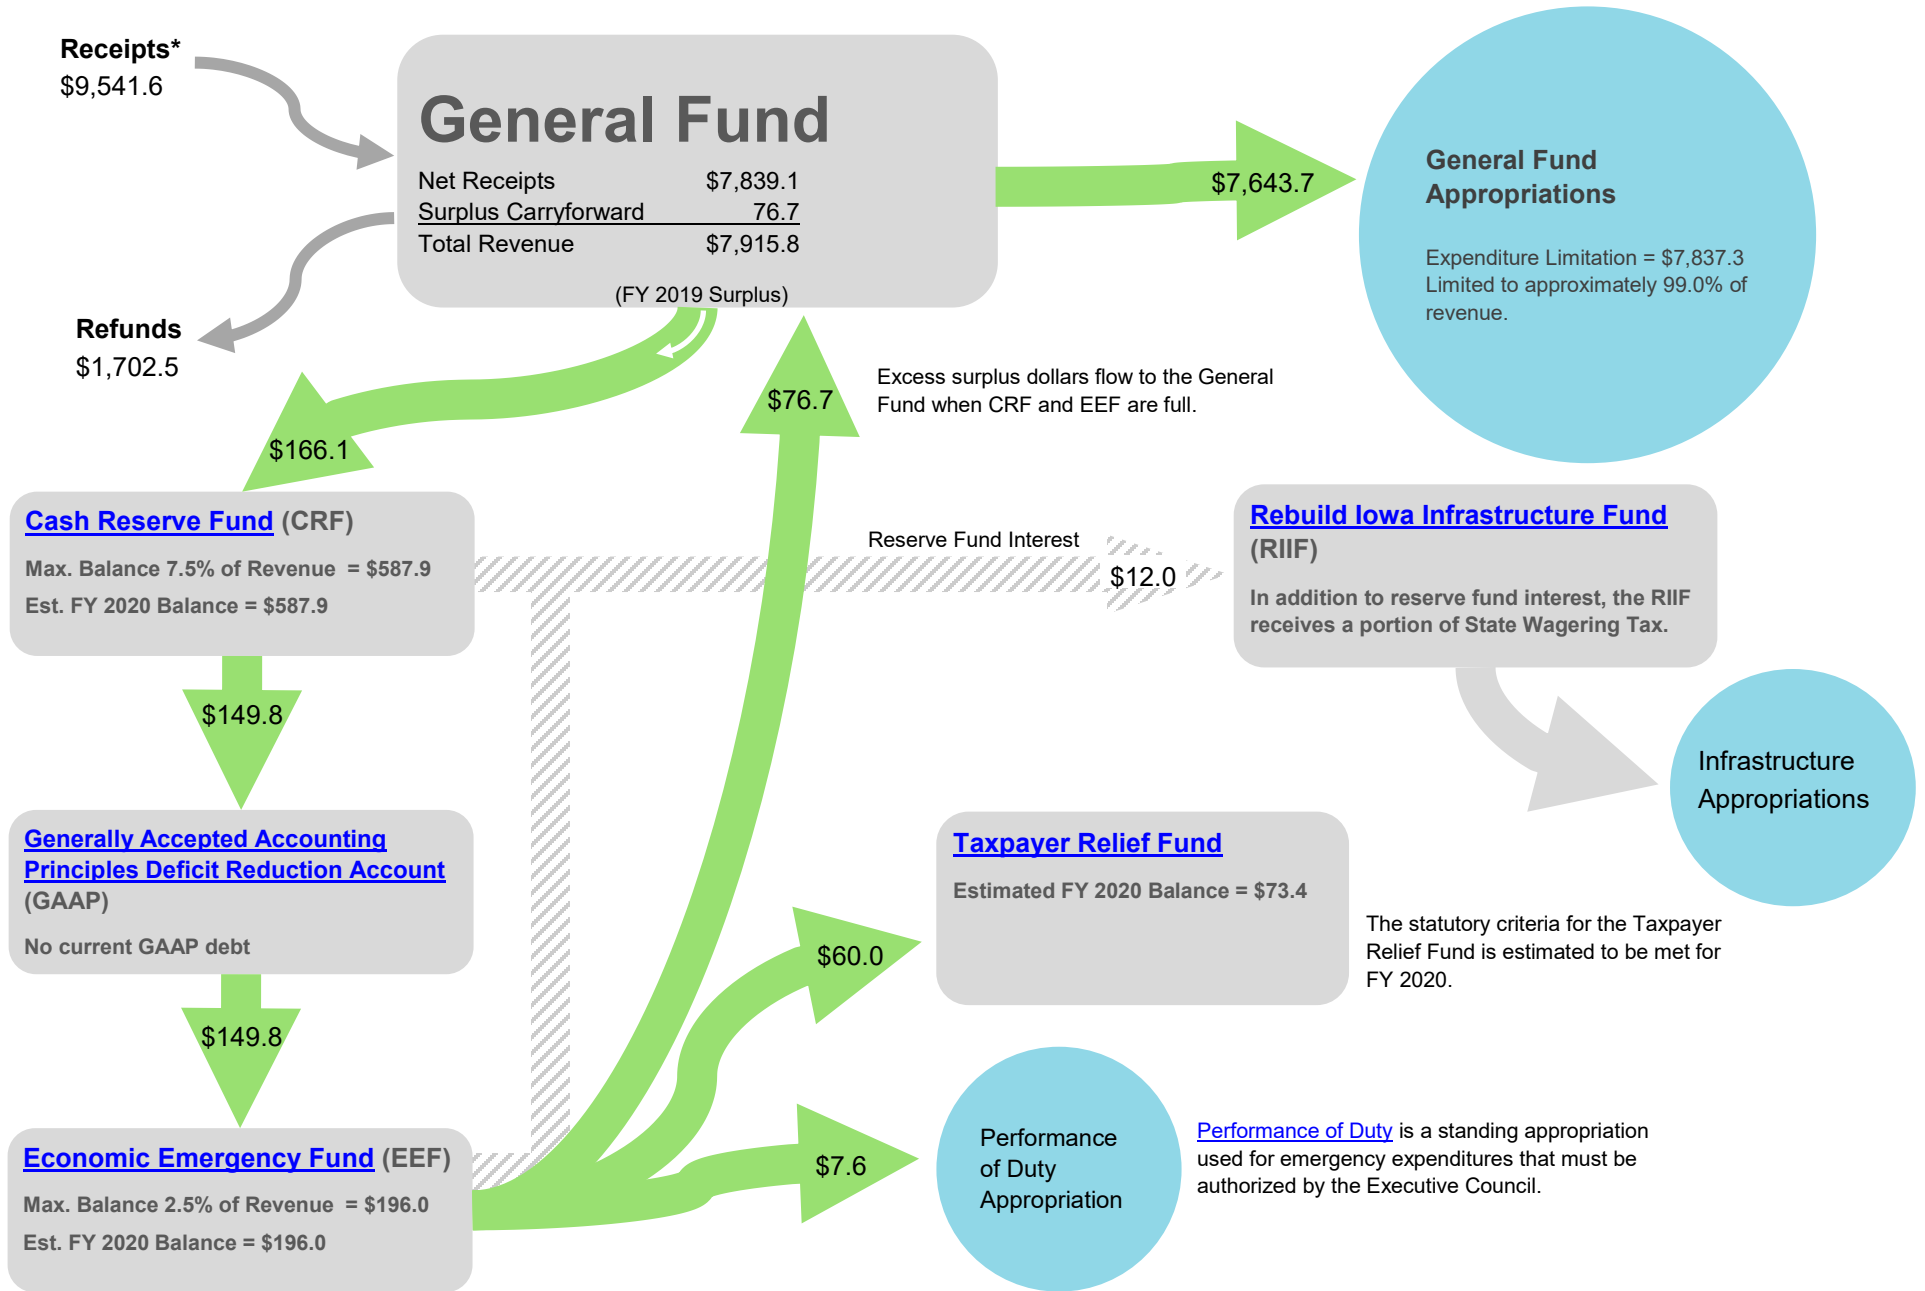 Receipts*
$9,541.6
General Fund
Net Receipts $7,839.1
Surplus Carryforward 76.7
Total Revenue $7,915.8
(FY 2019 Surplus)
Refunds
$1,702.5
$7,643.7
General Fund
Appropriations
Expenditure Limitation = $7,837.3
Limited to approximately 99.0% of
revenue.
$166.1
$76.7
Excess surplus dollars flow to the General
Fund when CRF and EEF are full.
Cash Reserve Fund (CRF)
Max. Balance 7.5% of Revenue = $587.9
Est. FY 2020 Balance = $587.9
Reserve Fund Interest
$12.0
Rebuild Iowa Infrastructure Fund
(RIIF)
In addition to reserve fund interest, the RIIF
receives a portion of State Wagering Tax.
$149.8
Infrastructure
Appropriations
Generally Accepted Accounting
Principles Deficit Reduction Account
(GAAP)
No current GAAP debt
Taxpayer Relief Fund
Estimated FY 2020 Balance = $73.4
The statutory criteria for the Taxpayer
Relief Fund is estimated to be met for
FY 2020.
$60.0
$149.8
Economic Emergency Fund (EEF)
Max. Balance 2.5% of Revenue = $196.0
Est. FY 2020 Balance = $196.0
$7.6
Performance
of Duty
Appropriation
Performance of Duty is a standing appropriation
used for emergency expenditures that must be
authorized by the Executive Council.